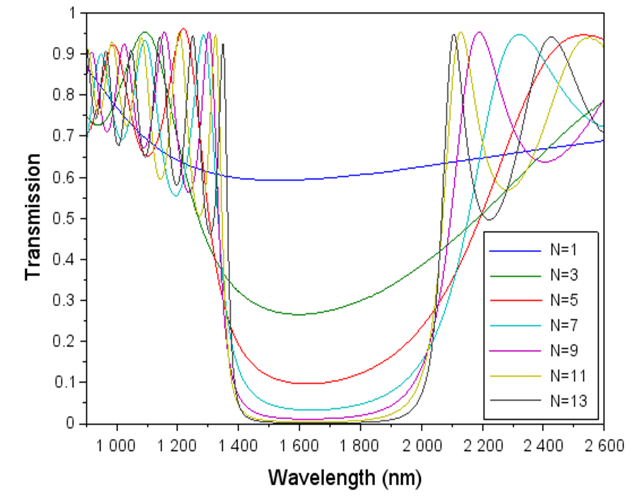 1
0.9
0.8
0.7
0.6
0.5
0.4
0.3
0.2
0.1
0
Transmission
N=1
N=3
N=5
N=7
N=9
N=11
N=13
1 000 1 200 1 400 1 600 1 800 2 000 2 200 2 400 2 600
Wavelength (nm)